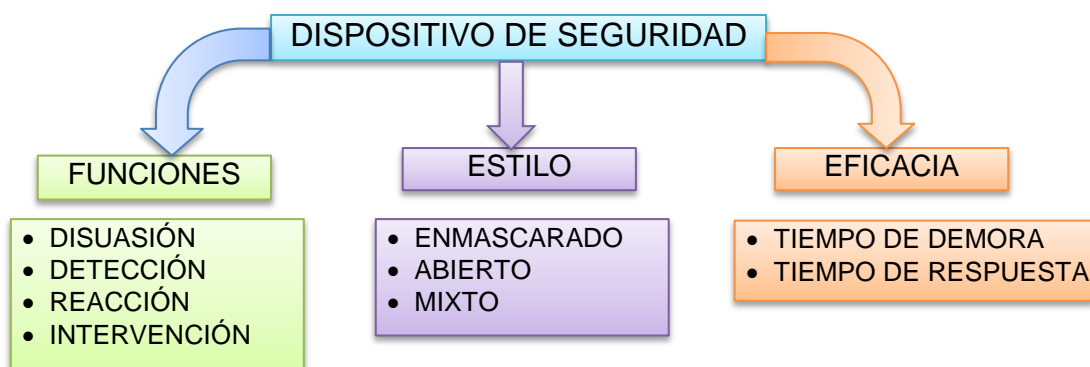 DISPOSITIVO DE SEGURIDAD
FUNCIONES
• DISUASIÓN
• DETECCIÓN
• REACCIÓN
• INTERVENCIÓN
ESTILO
• ENMASCARADO
• ABIERTO
• MIXTO
EFICACIA
• TIEMPO DE DEMORA
• TIEMPO DE RESPUESTA